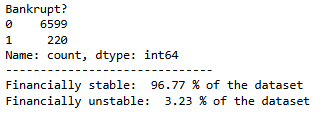 Bankrupt?
0    6599
1     220
Name: count, dtype: int64
------------------------------
Financially stable:  96.77 % of the dataset
Financially unstable:  3.23 % of the dataset